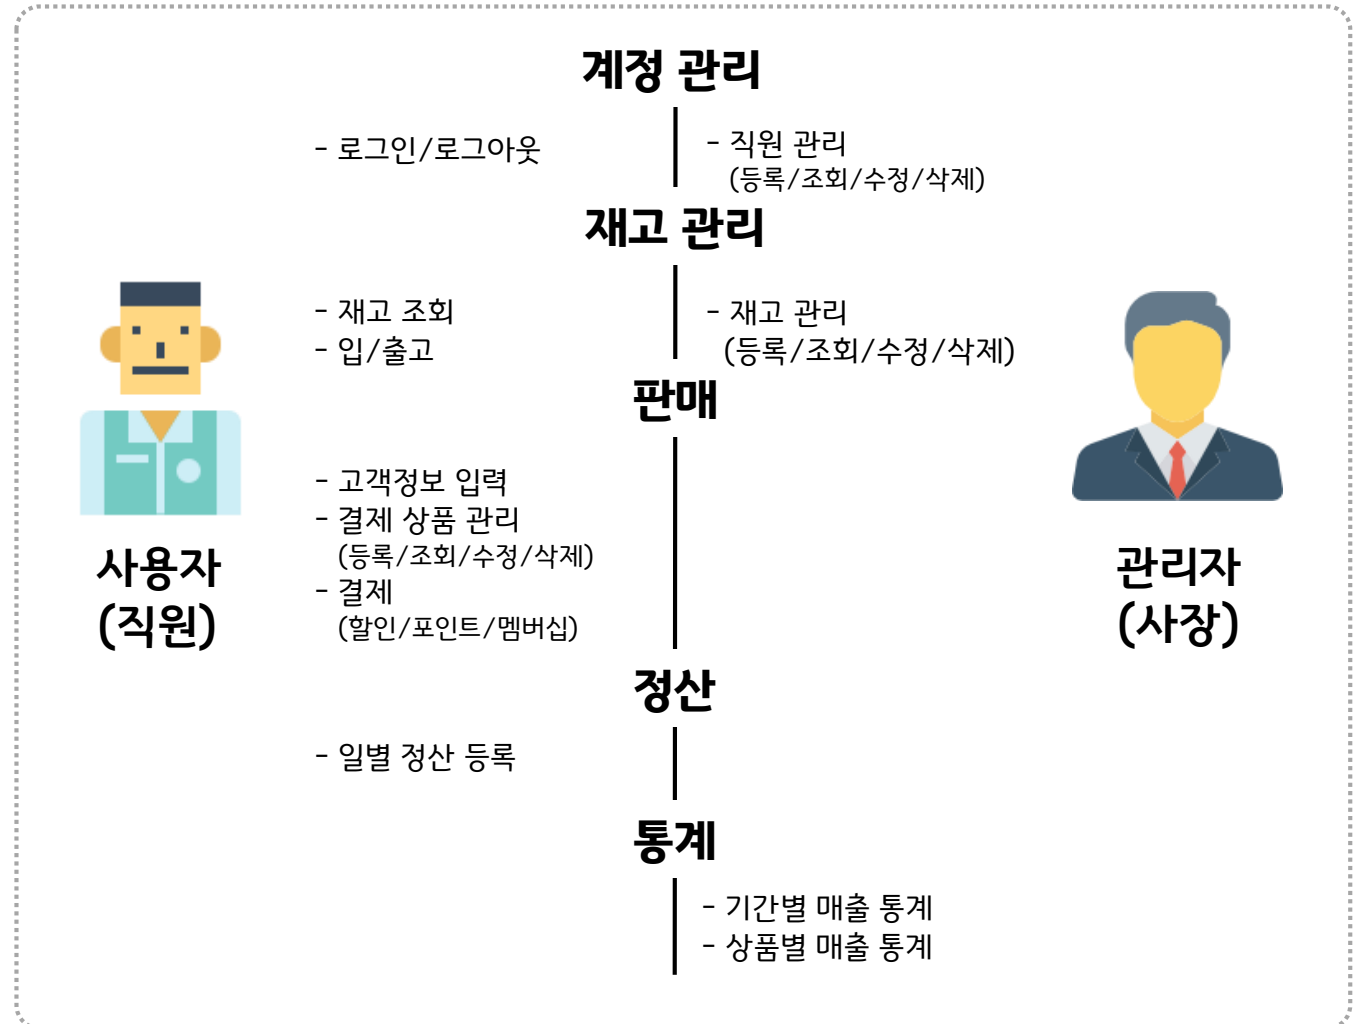 계정 관리
- 로그인/로그아웃
- 직원 관리
(등록/조회/수정/삭제)
재고 관리
- 재고 조회
- 입/출고
- 재고 관리
(등록/조회/수정/삭제)
판매
- 고객정보 입력
- 결제 상품 관리
(등록/조회/수정/삭제)
- 결제
(할인/포인트/멤버십)
사용자
(직원)
관리자
(사장)
정산
- 일별 정산 등록
통계
- 기간별 매출 통계
- 상품별 매출 통계